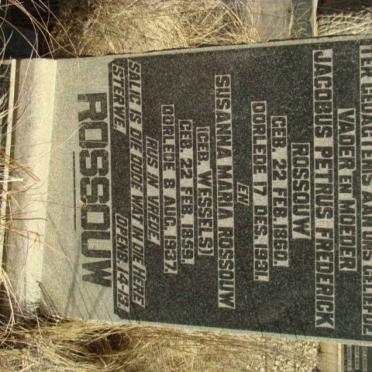 TER GEDAGTENIS AAN ONS GELIEFDE
VADER EN MOEDER
JACOBUS PETRUS FREDERICK
ROSSOUW
GEB. 22 FEB. 1860.
OORLEDE 17 DES. 1931.
EN
SUSANNA MARIA ROSSOUW
(GEB. WESSELS)
GEB. 22 FEB. 1859.
OORLEDE 8 AUG. 1937.
RUS IN VREDE.
SALIG IS DIE DODE WAT IN DIE HERE
STERWE. OPENB. 14-13
ROSSOUW